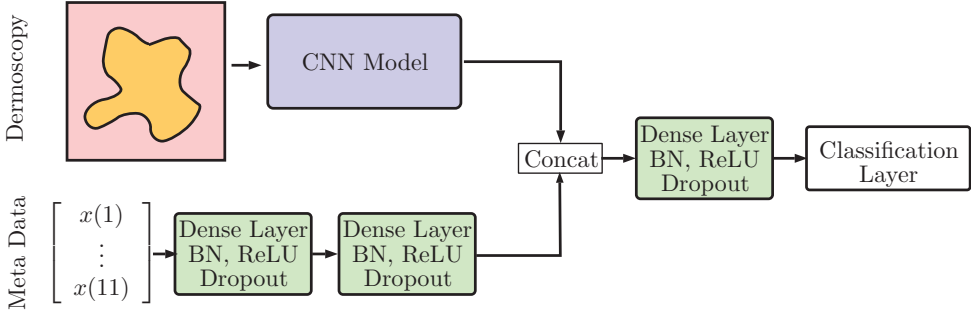 Dermoscopy
CNN Model
Concat
Dense Layer
BN, ReLU
Dropout
Classification
Layer
Meta Data
x(1)
⋮
x(11)
Dense Layer
BN, ReLU
Dropout
Dense Layer
BN, ReLU
Dropout